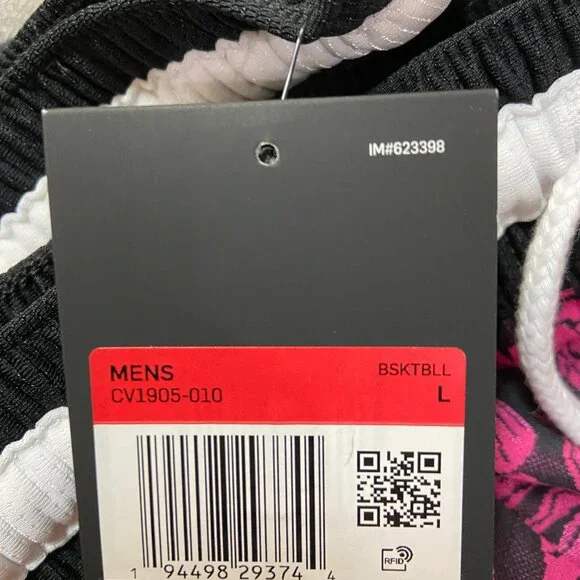 IM#623398
MENS BSKTBLL
CV1905-010 L
RFID
1 94498 29374 4